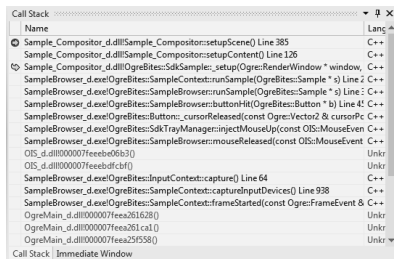 Call Stack
Name Lang
Sample_Compositor_d.dll!Sample_Compositor::setupScene() Line 385 C++
Sample_Compositor_d.dll!Sample_Compositor::setupContent() Line 126 C++
Sample_Compositor_d.dll!OgreBites::SdkSample::_setup(Ogre::RenderWindow * window, C++
SampleBrowser_d.exe!OgreBites::SampleContext::runSample(OgreBites::Sample * s) Line 2 C++
SampleBrowser_d.exe!OgreBites::SampleBrowser::runSample(OgreBites::Sample * s) Line 3 C++
SampleBrowser_d.exe!OgreBites::SampleBrowser::buttonHit(OgreBites::Button * b) Line 45 C++
SampleBrowser_d.exe!OgreBites::Button::_cursorReleased(const Ogre::Vector2 & cursorPo C++
SampleBrowser_d.exe!OgreBites::SdkTrayManager::injectMouseUp(const OIS::MouseEven C++
SampleBrowser_d.exe!OgreBites::SampleBrowser::mouseReleased(const OIS::MouseEvent C++
OIS_d.dll!000007feeebe06b3() Unkr
OIS_d.dll!000007feeebdfcbf() Unkr
SampleBrowser_d.exe!OgreBites::InputContext::capture() Line 64 C++
SampleBrowser_d.exe!OgreBites::SampleContext::captureInputDevices() Line 938 C++
SampleBrowser_d.exe!OgreBites::SampleContext::frameStarted(const Ogre::FrameEvent & C++
OgreMain_d.dll!000007feea261628() Unkr
OgreMain_d.dll!000007feea261ca1() Unkr
OgreMain_d.dll!000007feea25f558() Unkr
Call Stack Immediate Window